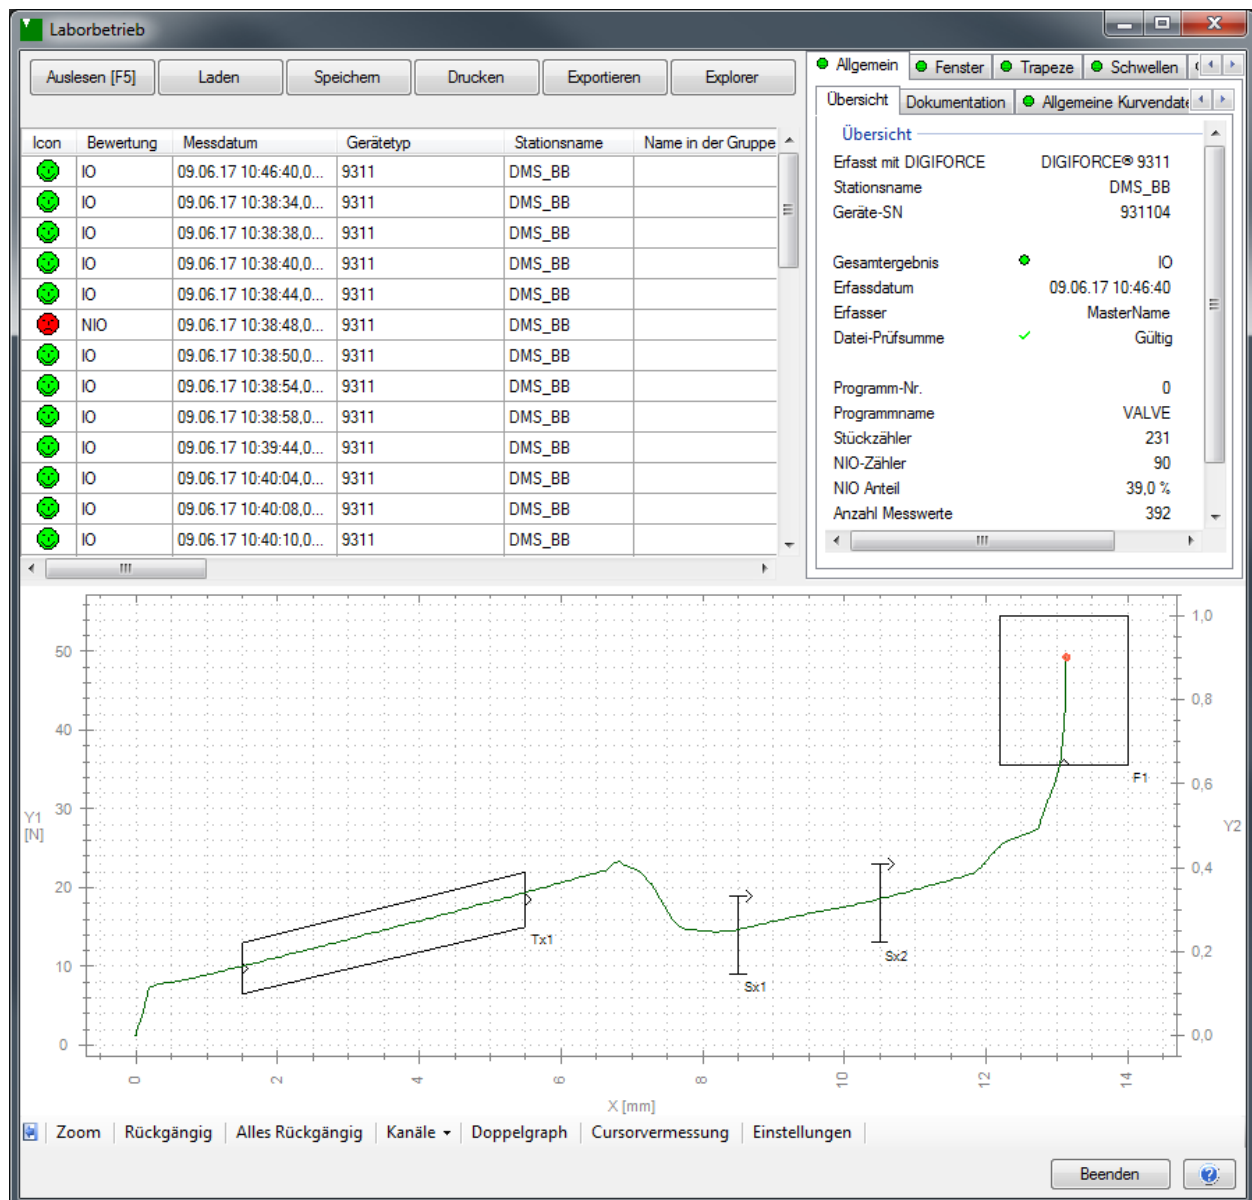 Laborbetrieb
Auslesen [F5] Laden Speichern Drucken Exportieren Explorer
Icon Bewertung Messdatum Gerätetyp Stationsname Name in der Gruppe
IO 09.06.17 10:46:40,0... 9311 DMS_BB
IO 09.06.17 10:38:34,0... 9311 DMS_BB
IO 09.06.17 10:38:38,0... 9311 DMS_BB
IO 09.06.17 10:38:40,0... 9311 DMS_BB
IO 09.06.17 10:38:44,0... 9311 DMS_BB
NIO 09.06.17 10:38:48,0... 9311 DMS_BB
IO 09.06.17 10:38:50,0... 9311 DMS_BB
IO 09.06.17 10:38:54,0... 9311 DMS_BB
IO 09.06.17 10:38:58,0... 9311 DMS_BB
IO 09.06.17 10:39:44,0... 9311 DMS_BB
IO 09.06.17 10:40:04,0... 9311 DMS_BB
IO 09.06.17 10:40:08,0... 9311 DMS_BB
IO 09.06.17 10:40:10,0... 9311 DMS_BB
Allgemein Fenster Trapeze Schwellen
Übersicht Dokumentation Allgemeine Kurvendate
Übersicht
Erfasst mit DIGIFORCE DIGIFORCE® 9311
Stationsname DMS_BB
Geräte-SN 931104
Gesamtergebnis IO
Erfassdatum 09.06.17 10:46:40
Erfasser MasterName
Datei-Prüfsumme Gültig
Programm-Nr. 0
Programmname VALVE
Stückzähler 231
NIO-Zähler 90
NIO Anteil 39,0 %
Anzahl Messwerte 392
50
40
30
20
10
0
Y1
[N]
1,0
0,8
0,6
0,4
0,2
0,0
Y2
F1
Tx1
Sx1
Sx2
0 2 4 6 8 10 12 14
X [mm]
Zoom Rückgängig Alles Rückgängig Kanäle Doppelgraph Cursorvermessung Einstellungen
Beenden